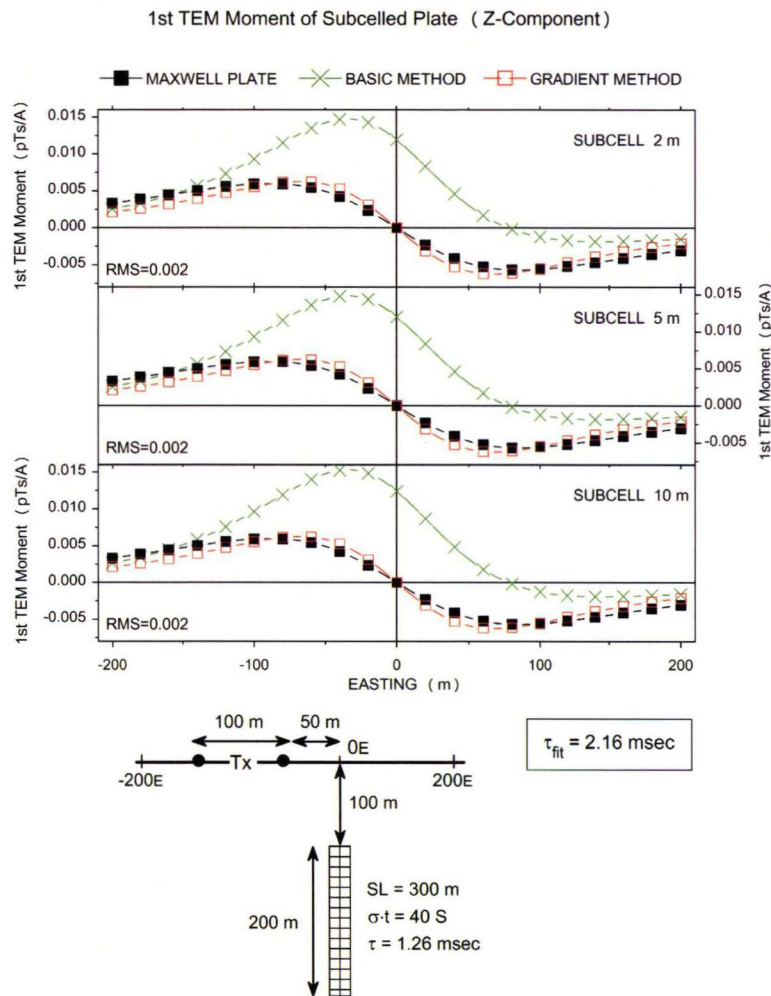 1st TEM Moment of Subcelled Plate ( Z-Component)
MAXWELL PLATE BASIC METHOD GRADIENT METHOD
1st TEM Moment (pTs/A)
0.015
0.010
0.005
0.000
-0.005
SUBCELL 2 m
RMS=0.002
1st TEM Moment (pTs/A)
0.015
0.010
0.005
0.000
-0.005
SUBCELL 5 m
RMS=0.002
1st TEM Moment (pTs/A)
0.015
0.010
0.005
0.000
-0.005
SUBCELL 10 m
RMS=0.002
-200 -100 0 100 200
EASTING (m)
100 m 50 m
0E
Tx
-200E 200E
τfit = 2.16 msec
100 m
200 m
SL = 300 m
σ·t = 40 S
τ = 1.26 msec